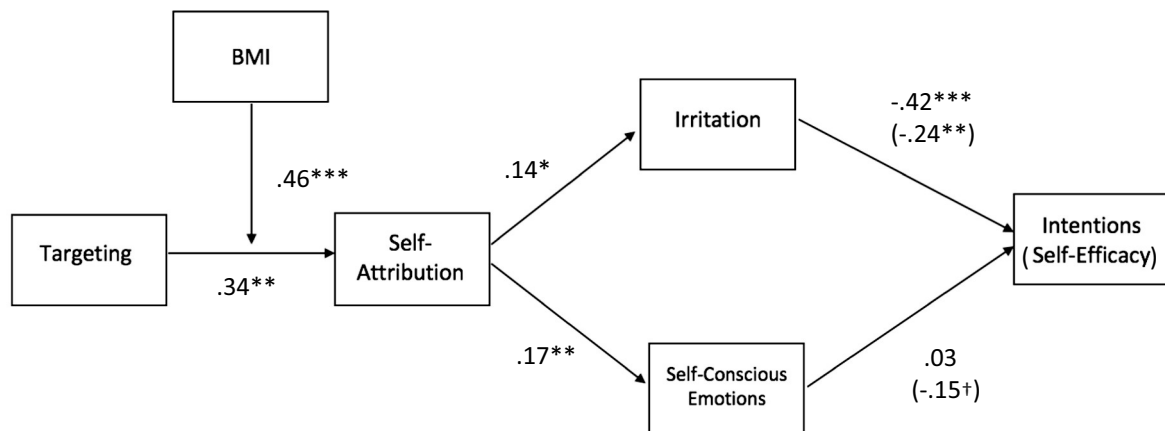 BMI
Irritation
-.42***
(-.24**)
.46***
.14*
Targeting
Self-
Attribution
Intentions
( Self-Efficacy)
.34**
.17**
Self-Conscious
Emotions
.03
(-.15†)